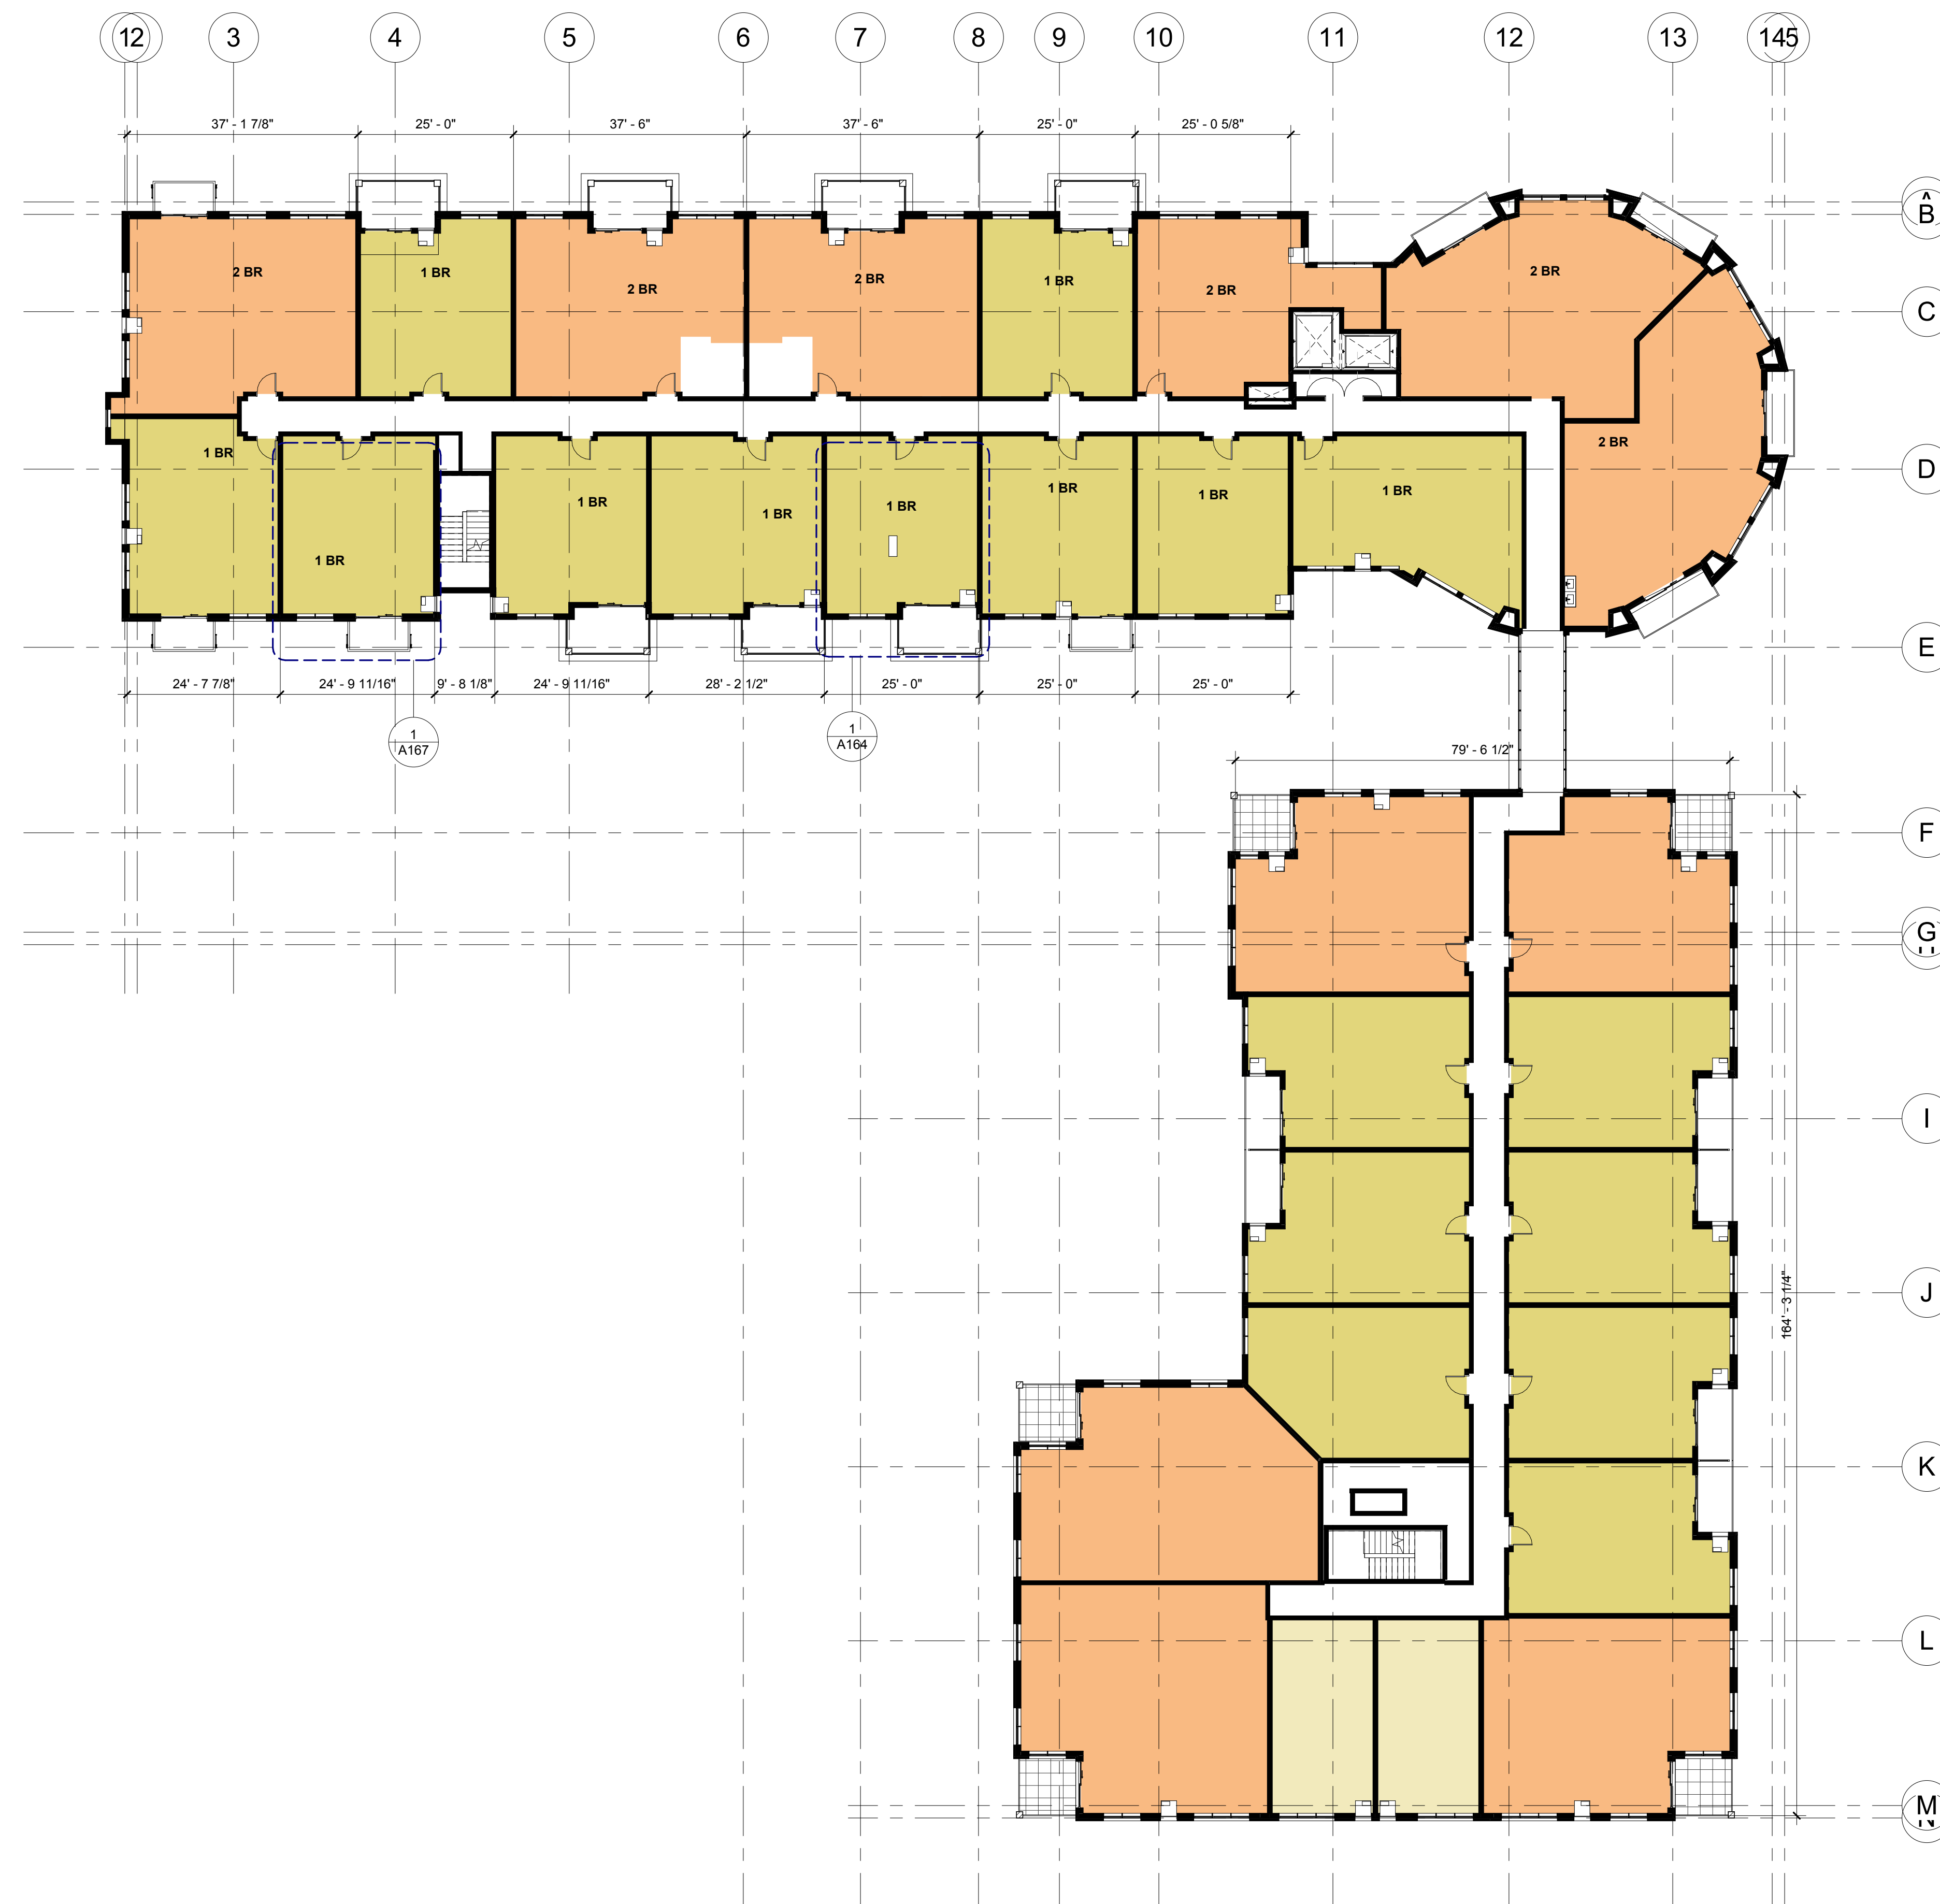 12 3 4 5 6 7 8 9 10 11 12 13 14 5
37' - 1 7/8" 25' - 0" 37' - 6" 37' - 6" 25' - 0" 25' - 0 5/8"
B
2 BR 1 BR 2 BR 2 BR 1 BR 2 BR 2 BR
C
2 BR
1 BR 1 BR 1 BR 1 BR 1 BR 1 BR 1 BR 1 BR
D
E
24' - 7 7/8" 24' - 9 11/16" 9' - 8 1/8" 24' - 9 11/16" 28' - 2 1/2" 25' - 0" 25' - 0" 25' - 0"
1
A167
1
A164
79' - 6 1/2"
F
G
I
J
164' - 3 1/4"
K
L
M